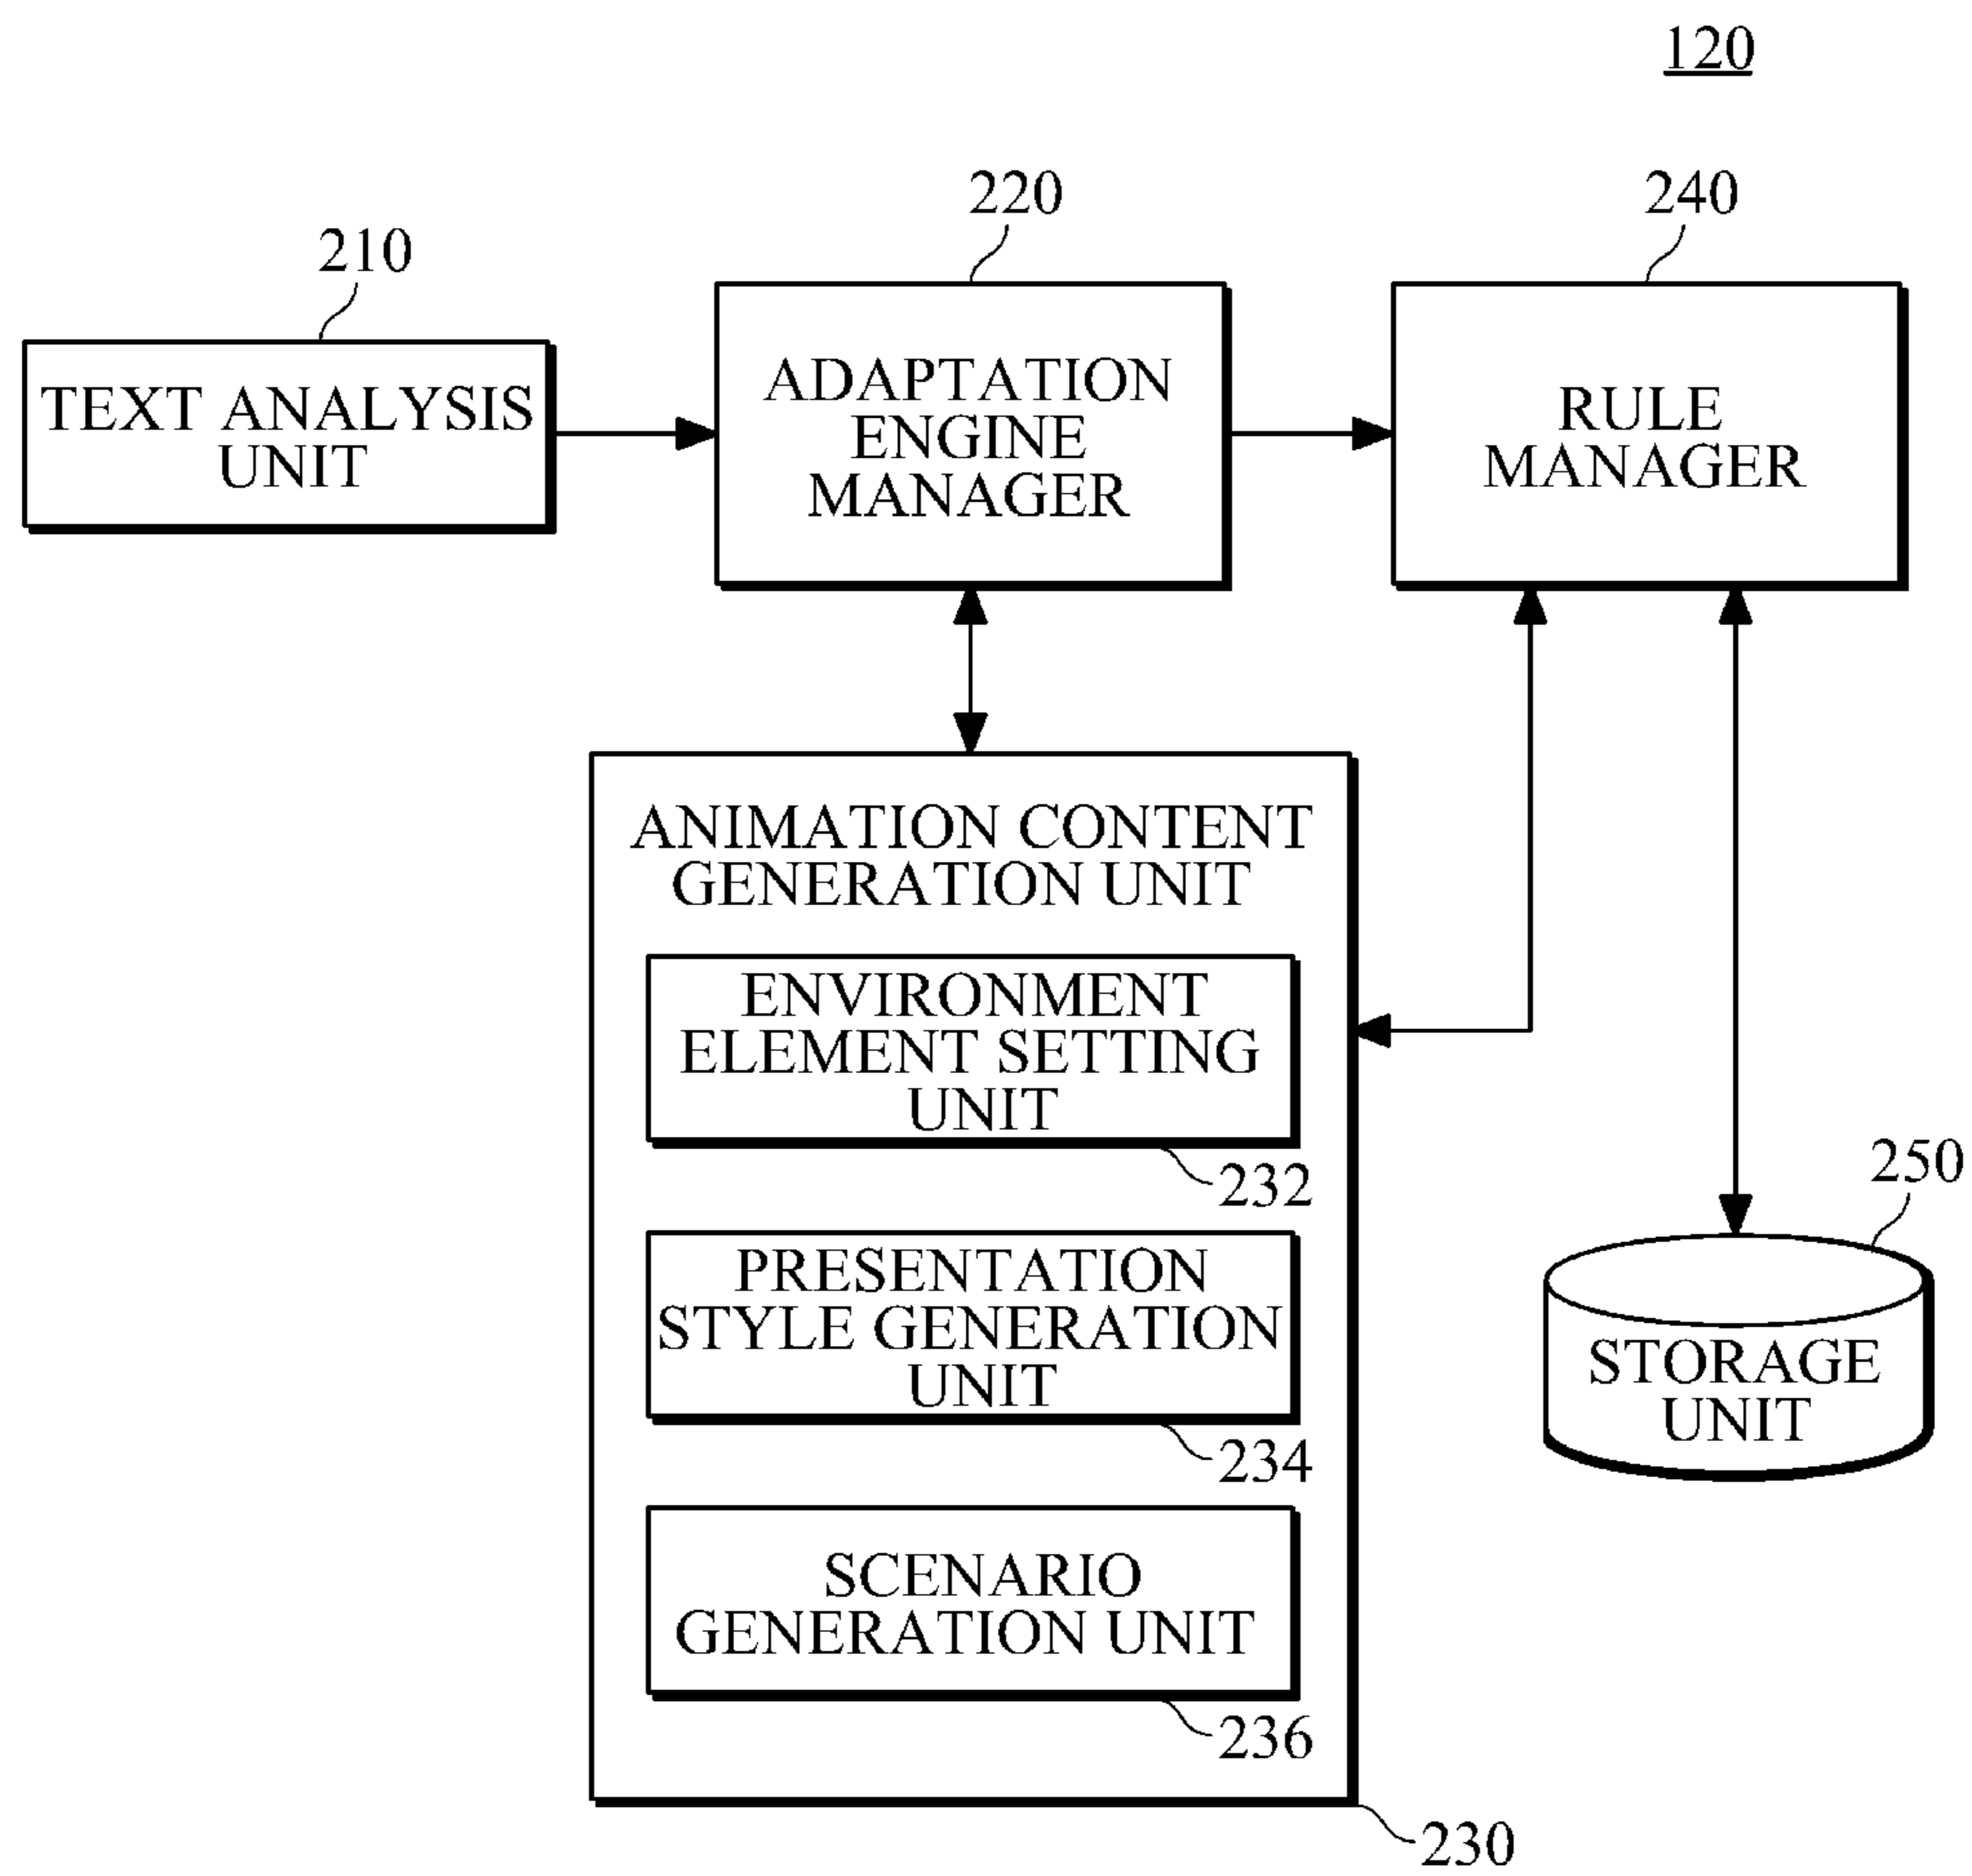 120
210
TEXT ANALYSIS
UNIT
220
ADAPTATION
ENGINE
MANAGER
240
RULE
MANAGER
ANIMATION CONTENT
GENERATION UNIT
ENVIRONMENT
ELEMENT SETTING
UNIT
232
PRESENTATION
STYLE GENERATION
UNIT
234
SCENARIO
GENERATION UNIT
236
230
250
STORAGE
UNIT